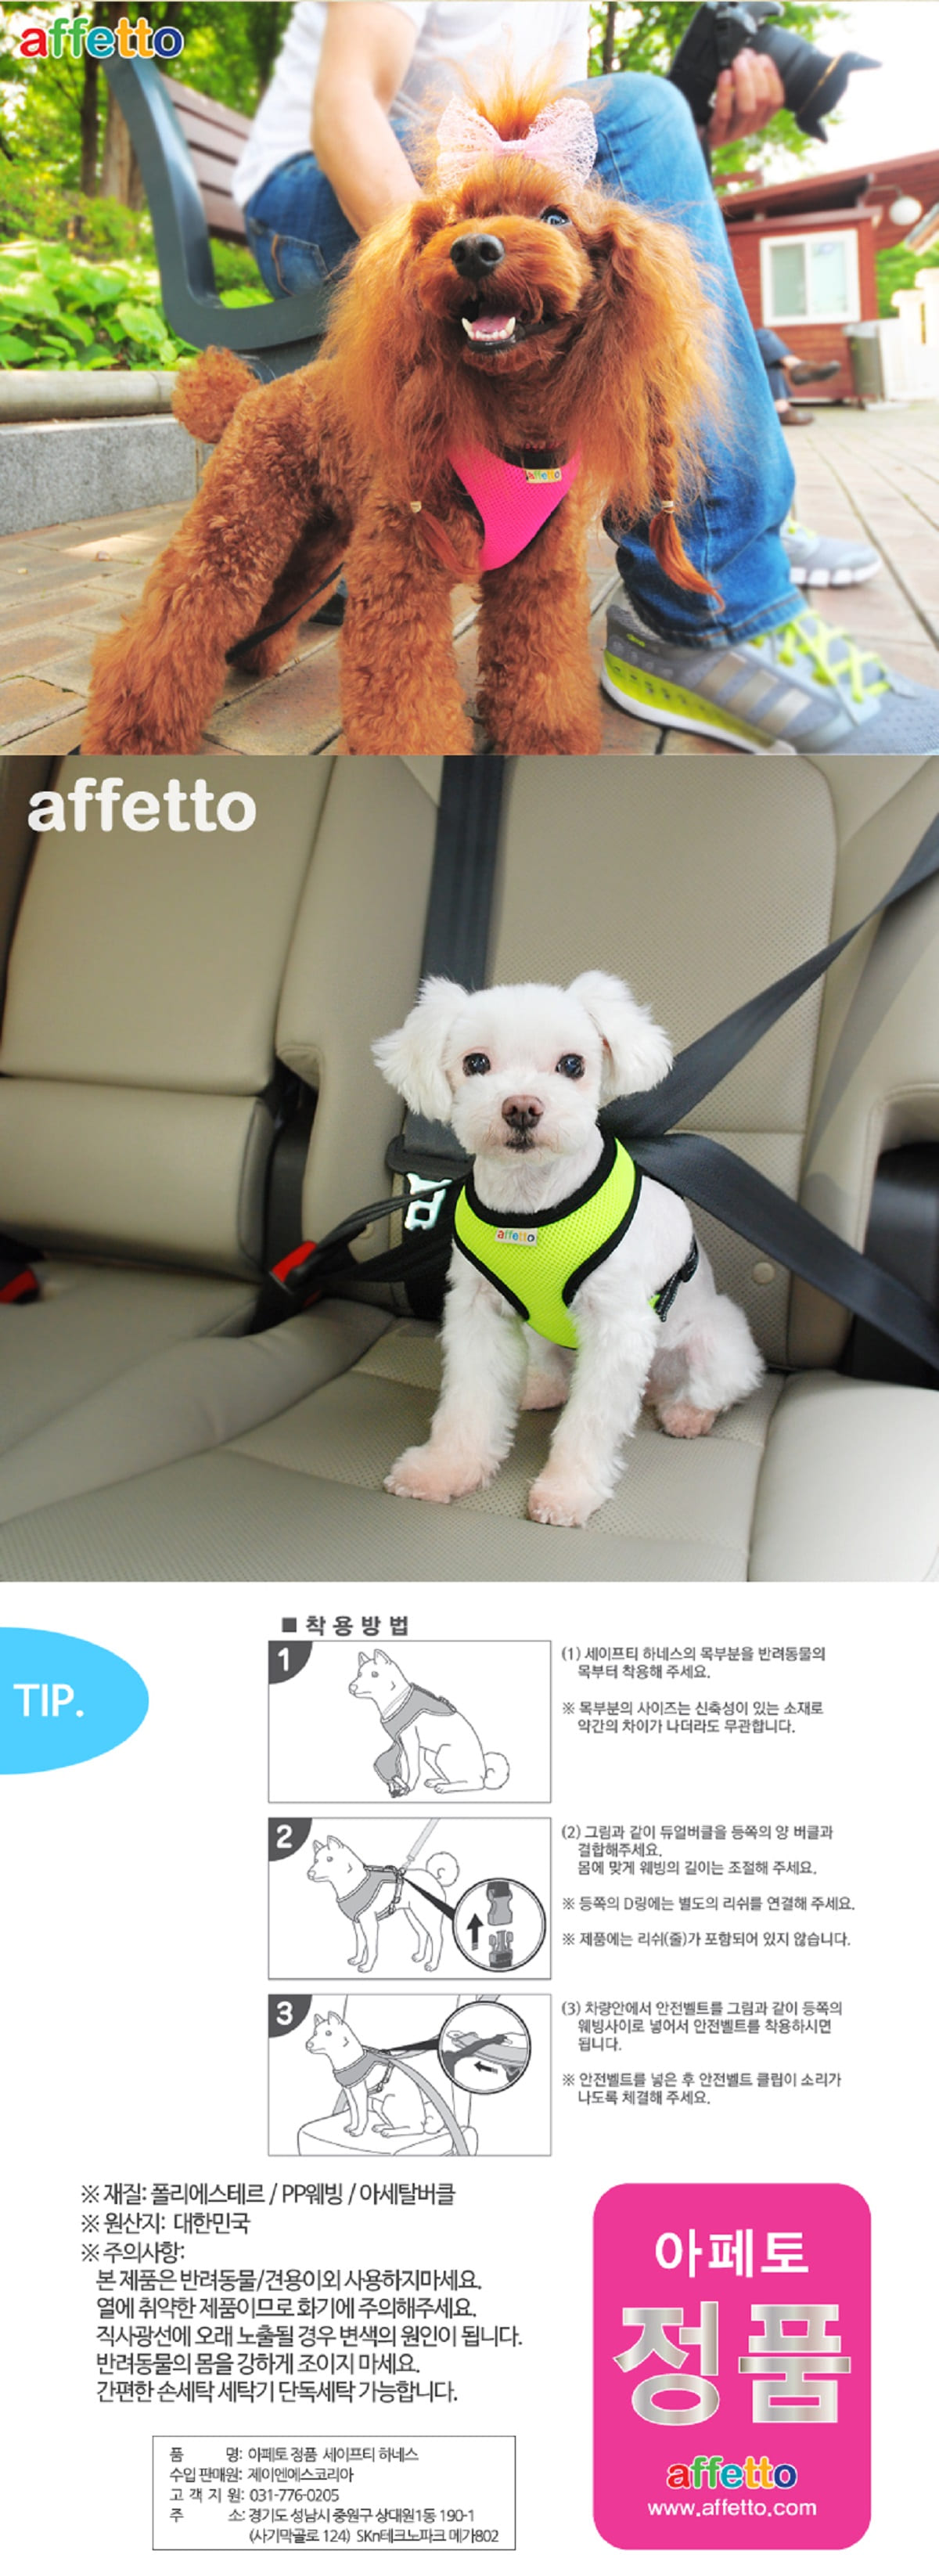 affetto
affetto
affetto
affetto
TIP.
■ 착 용 방 법
1
(1) 세이프티 하네스의 목부분을 반려동물의
목부터 착용해 주세요.
※ 목부분의 사이즈는 신축성이 있는 소재로
약간의 차이가 나더라도 무관합니다.
2
(2) 그림과 같이 듀얼버클을 등쪽의 양 버클과
결합해주세요.
몸에 맞게 웨빙의 길이는 조절해 주세요.
※ 등쪽의 D링에는 별도의 리쉬를 연결해 주세요.
※ 제품에는 리쉬(줄)가 포함되어 있지 않습니다.
3
(3) 차량안에서 안전벨트를 그림과 같이 등쪽의
웨빙사이로 넣어서 안전벨트를 착용하시면
됩니다.
※ 안전벨트를 넣은 후 안전벨트 클립이 소리가
나도록 체결해 주세요.
※ 재질: 폴리에스테르 / PP웨빙 / 아세탈버클
※ 원산지: 대한민국
※ 주의사항:
본 제품은 반려동물/견용이외 사용하지마세요.
열에 취약한 제품이므로 화기에 주의해주세요.
직사광선에 오래 노출될 경우 변색의 원인이 됩니다.
반려동물의 몸을 강하게 조이지 마세요.
간편한 손세탁 세탁기 단독세탁 가능합니다.
품 명: 아페토 정품 세이프티 하네스
수입 판매원: 제이엔에스코리아
고 객 지 원: 031-776-0205
주 소: 경기도 성남시 중원구 상대원1동 190-1
(사기막골로 124) SKn테크노파크 메가802
아페토
정품
affetto
www.affetto.com